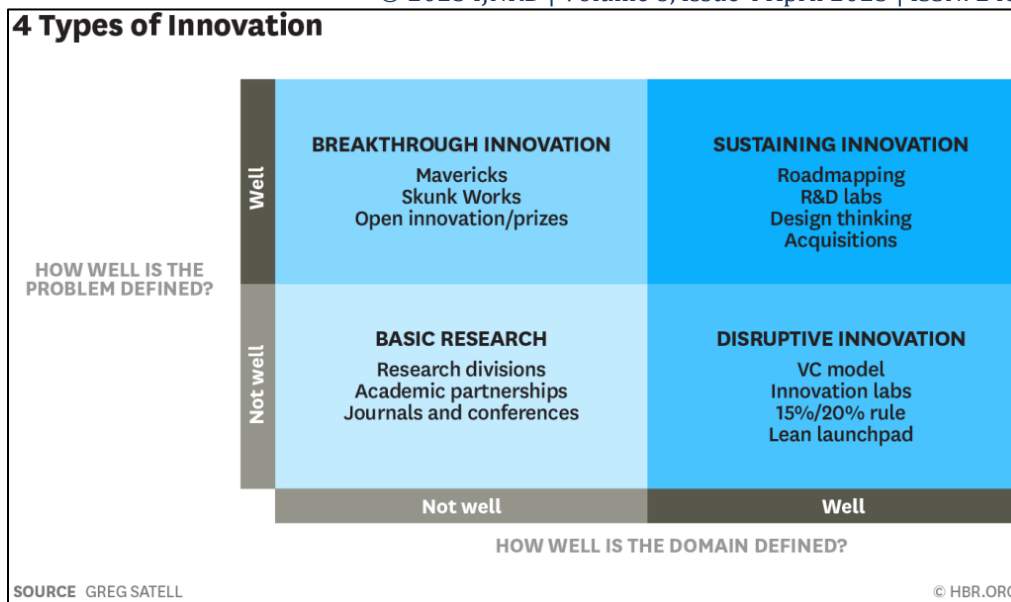 4 Types of Innovation
BREAKTHROUGH INNOVATION
Mavericks
Skunk Works
Open innovation/prizes
SUSTAINING INNOVATION
Roadmapping
R&D labs
Design thinking
Acquisitions
Well
HOW WELL IS THE
PROBLEM DEFINED?
Not well
BASIC RESEARCH
Research divisions
Academic partnerships
Journals and conferences
DISRUPTIVE INNOVATION
VC model
Innovation labs
15%/20% rule
Lean launchpad
Not well
Well
HOW WELL IS THE DOMAIN DEFINED?
SOURCE GREG SATELL
© HBR.ORG